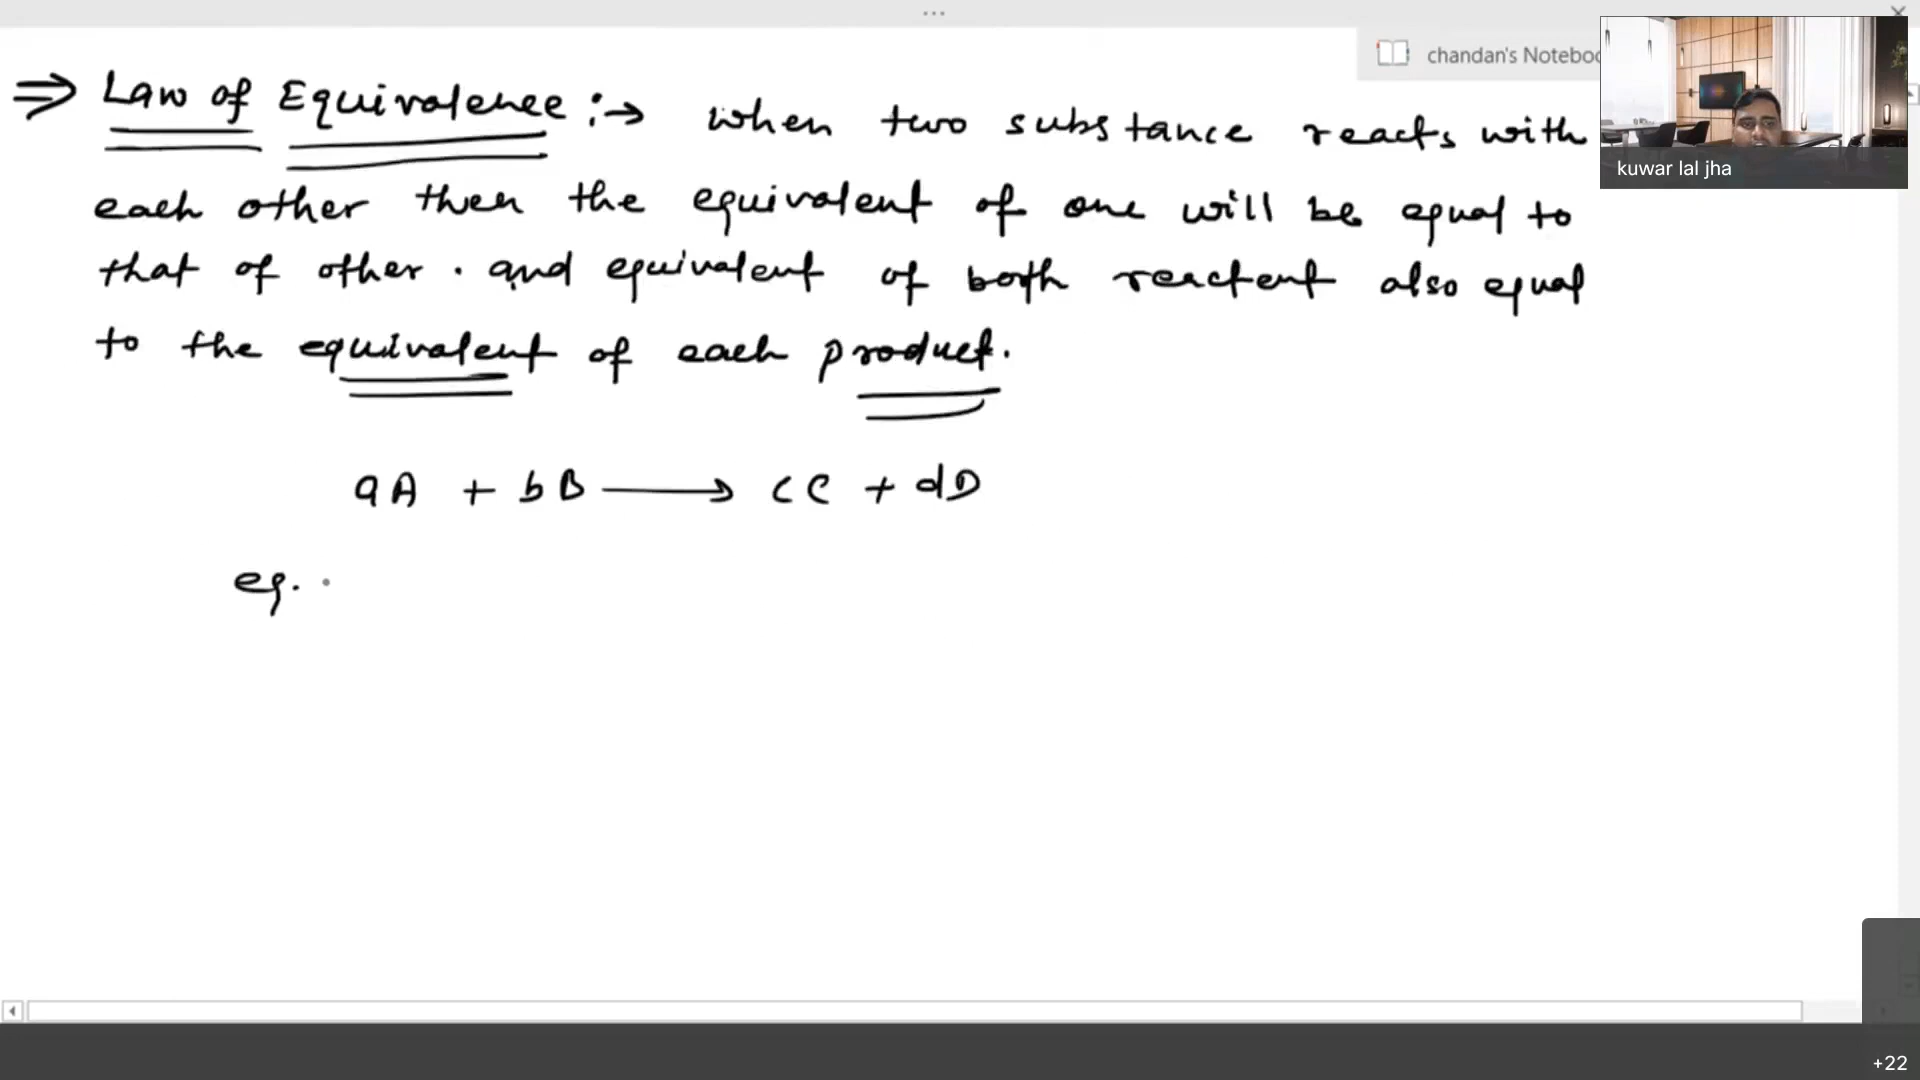 chandan's Notebo
⇒ Law of Equivalence :→ when two substance reacts with
kuwar lal jha
each other then the equivalent of one will be equal to
that of other. and equivalent of both reactent also equal
to the equivalent of each product.
aA + bB → cC + dD
eq.
+22